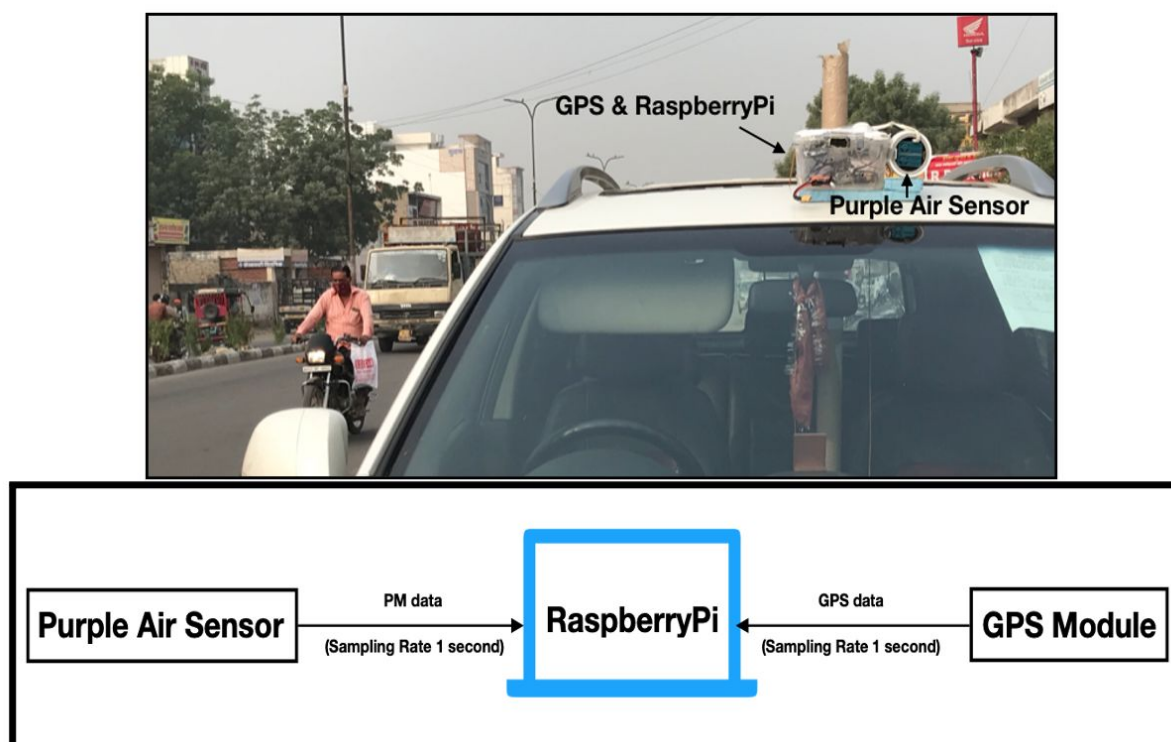 GPS & RaspberryPi
Purple Air Sensor
Purple Air Sensor
PM data
(Sampling Rate 1 second)
RaspberryPi
GPS data
(Sampling Rate 1 second)
GPS Module